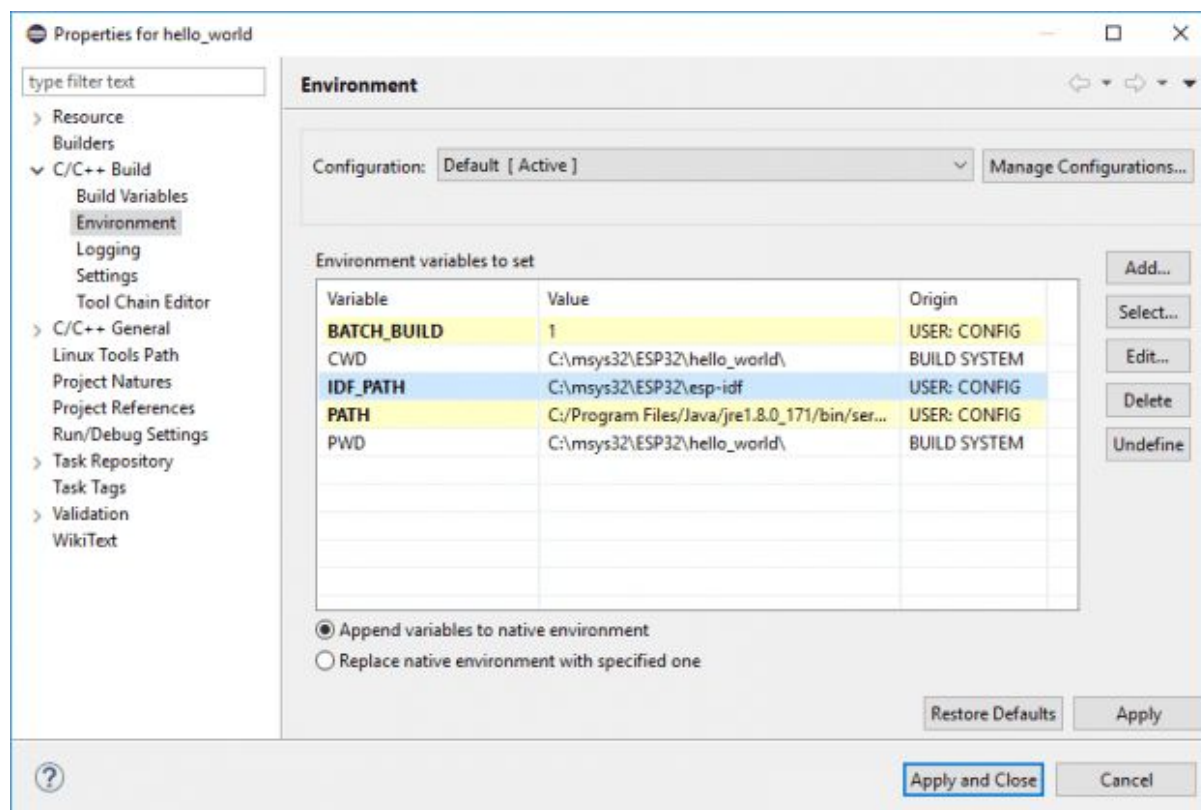 Properties for hello_world
type filter text
Resource
Builders
C/C++ Build
Build Variables
Environment
Logging
Settings
Tool Chain Editor
C/C++ General
Linux Tools Path
Project Natures
Project References
Run/Debug Settings
Task Repository
Task Tags
Validation
WikiText
Environment
Configuration: Default [ Active ] Manage Configurations...
Environment variables to set
Variable Value Origin
BATCH_BUILD 1 USER: CONFIG
CWD C:\msys32\ESP32\hello_world\ BUILD SYSTEM
IDF_PATH C:\msys32\ESP32\esp-idf USER: CONFIG
PATH C:/Program Files/Java/jre1.8.0_171/bin/ser... USER: CONFIG
PWD C:\msys32\ESP32\hello_world\ BUILD SYSTEM
Add...
Select...
Edit...
Delete
Undefine
Append variables to native environment
Replace native environment with specified one
Restore Defaults Apply
? Apply and Close Cancel